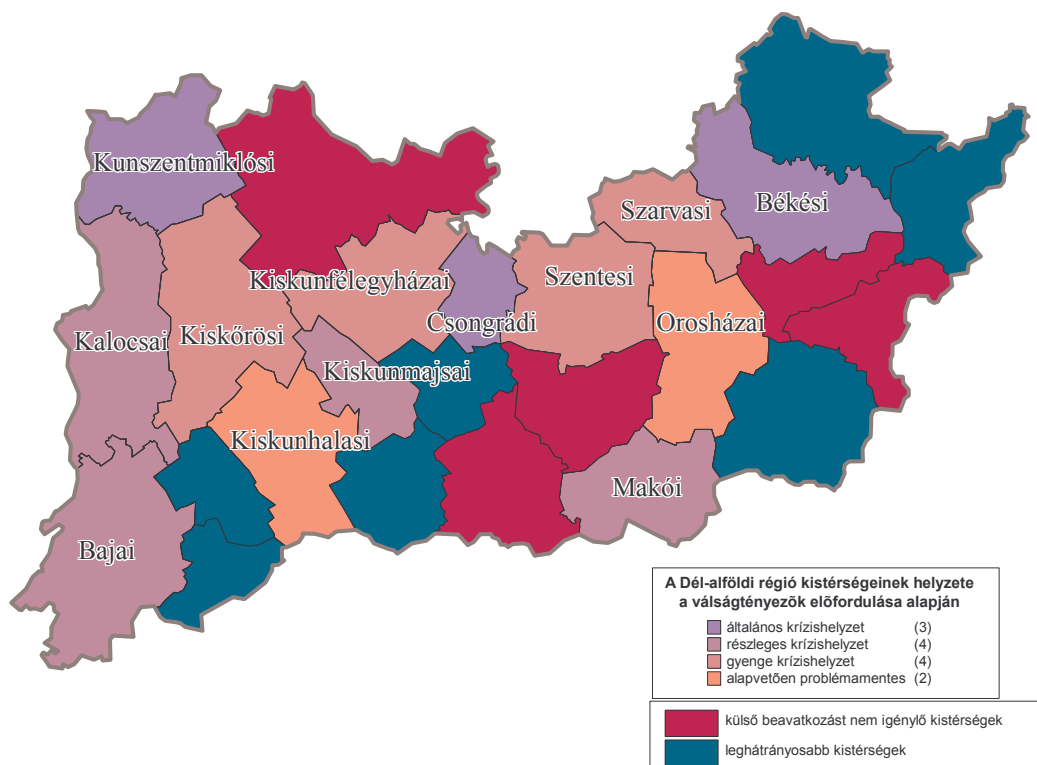 Kunszentmiklósi
Szarvasi
Békési
Kiskunfélegyházai
Szentesi
Csongrádi
Orosházai
Kalocsai
Kiskőrösi
Kiskunmajsai
Kiskunhalasi
Makói
Bajai
A Dél-alföldi régió kistérségeinek helyzete
a válságtényezők előfordulása alapján
általános krízishelyzet (3)
részleges krízishelyzet (4)
gyenge krízishelyzet (4)
alapvetően problémamentes (2)
külső beavatkozást nem igénylő kistérségek
leghátrányosabb kistérségek